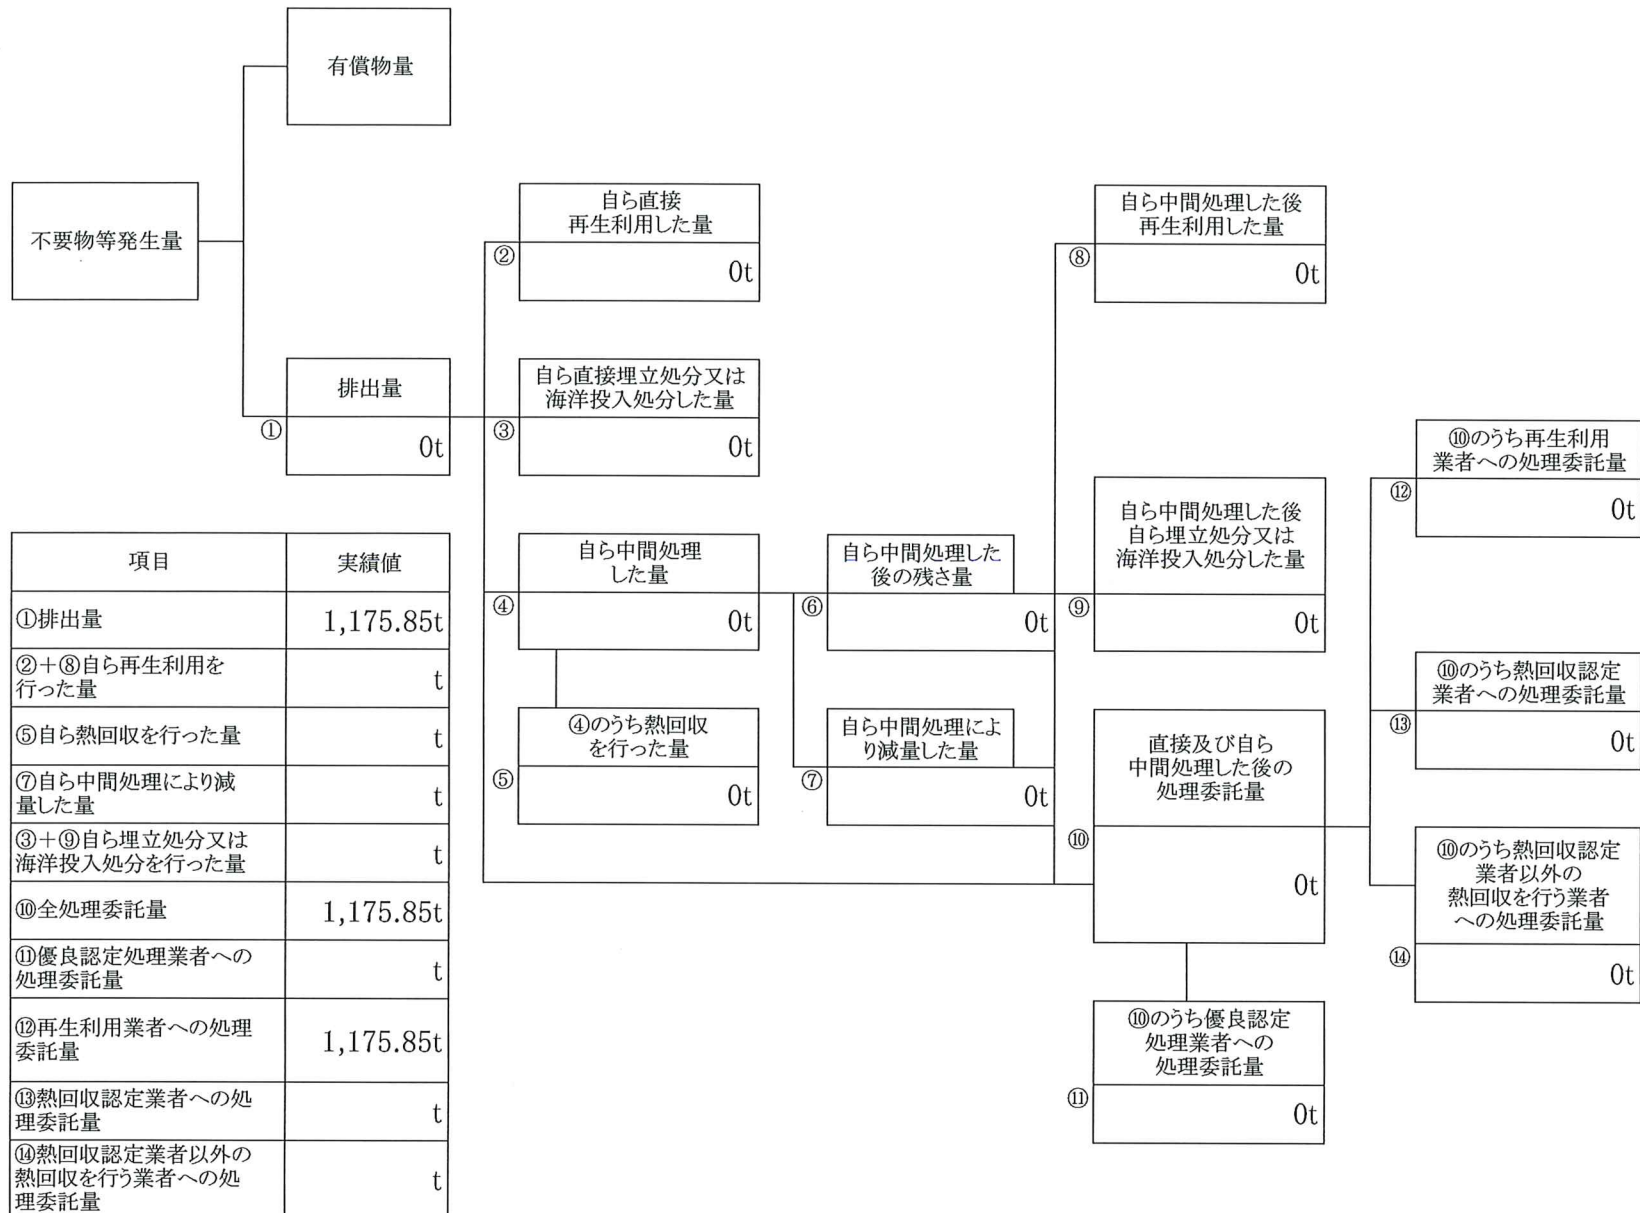 有償物量
不要物等発生量
自ら直接
再生利用した量
②
0t
自ら中間処理した後
再生利用した量
⑧
0t
排出量
①
0t
自ら直接埋立処分又は
海洋投入処分した量
③
0t
⑩のうち再生利用
業者への処理委託量
⑫
0t
自ら中間処理した後
自ら埋立処分又は
海洋投入処分した量
⑨
0t
自ら中間処理
した量
④
0t
自ら中間処理した
後の残さ量
⑥
0t
⑩のうち熱回収認定
業者への処理委託量
⑬
0t
④のうち熱回収
を行った量
⑤
0t
自ら中間処理によ
り減量した量
⑦
0t
直接及び自ら
中間処理した後の
処理委託量
⑩
0t
⑩のうち熱回収認定
業者以外の
熱回収を行う業者
への処理委託量
⑭
0t
⑩のうち優良認定
処理業者への
処理委託量
⑪
0t
項目 実績値
①排出量 1,175.85t
②+⑧自ら再生利用を
行った量 t
⑤自ら熱回収を行った量 t
⑦自ら中間処理により減
量した量 t
③+⑨自ら埋立処分又は
海洋投入処分を行った量 t
⑩全処理委託量 1,175.85t
⑪優良認定処理業者への
処理委託量 t
⑫再生利用業者への処理
委託量 1,175.85t
⑬熱回収認定業者への処
理委託量 t
⑭熱回収認定業者以外の
熱回収を行う業者への処
理委託量 t